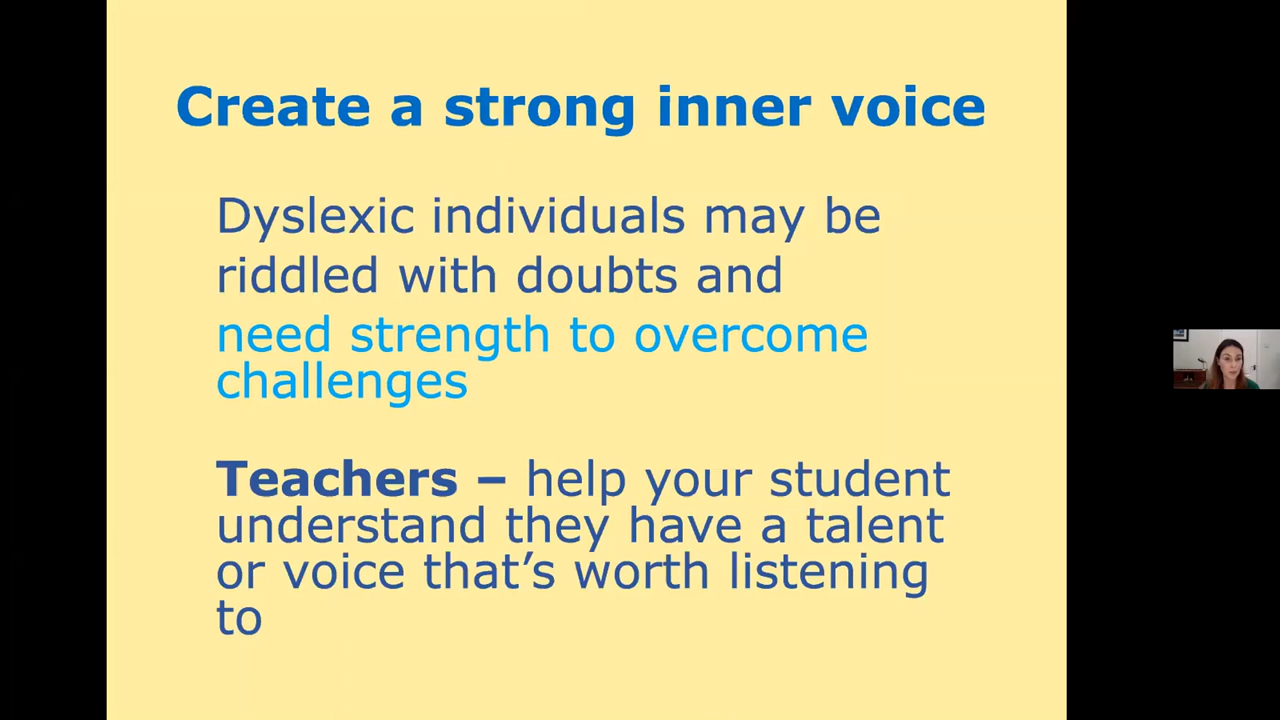 Create a strong inner voice
Dyslexic individuals may be
riddled with doubts and
need strength to overcome
challenges
Teachers – help your student
understand they have a talent
or voice that’s worth listening
to